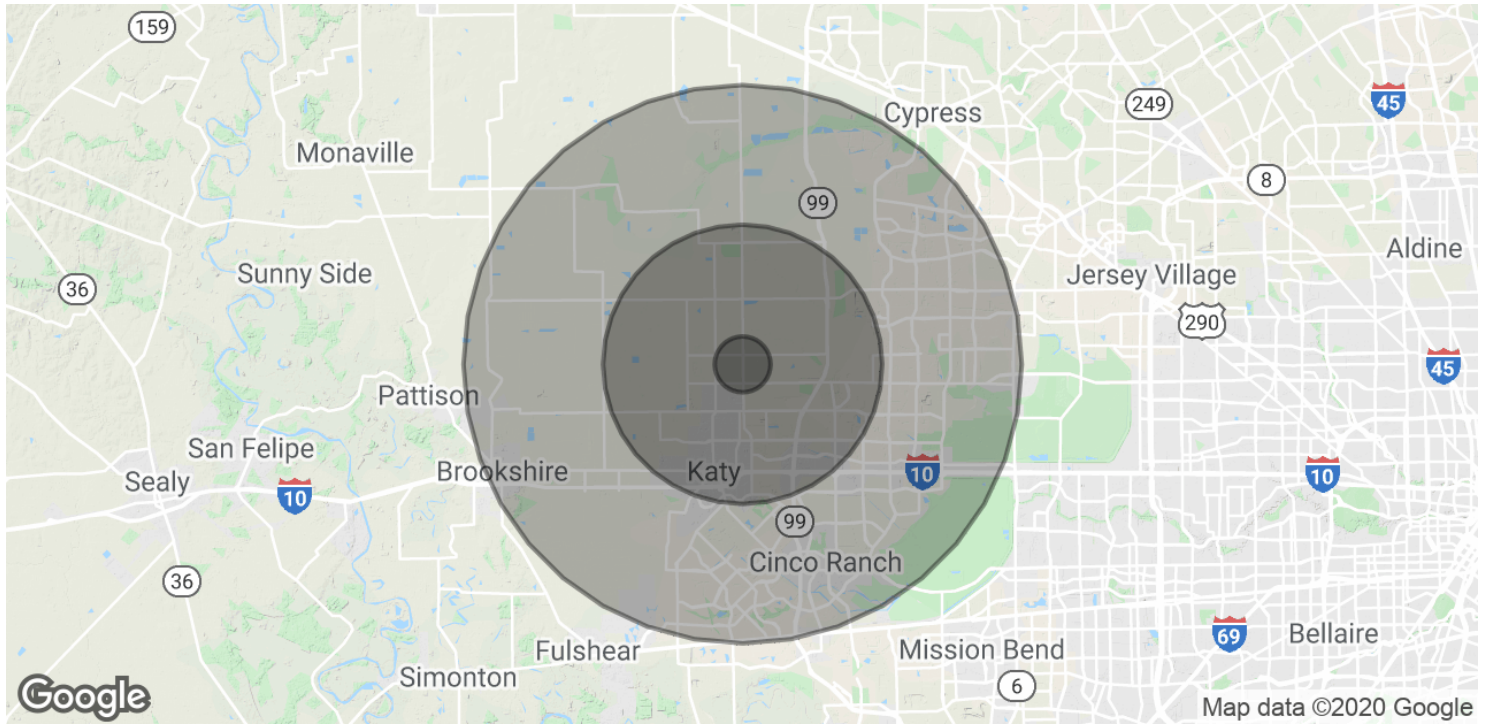 159
Cypress
249
45
Monaville
8
99
Aldine
Sunny Side
Jersey Village
36
290
45
Pattison
San Felipe
Brookshire
Katy
10
10
Sealy
10
99
Cinco Ranch
36
69
Bellaire
Fulshear
Mission Bend
Simonton
6
Google
Map data ©2020 Google